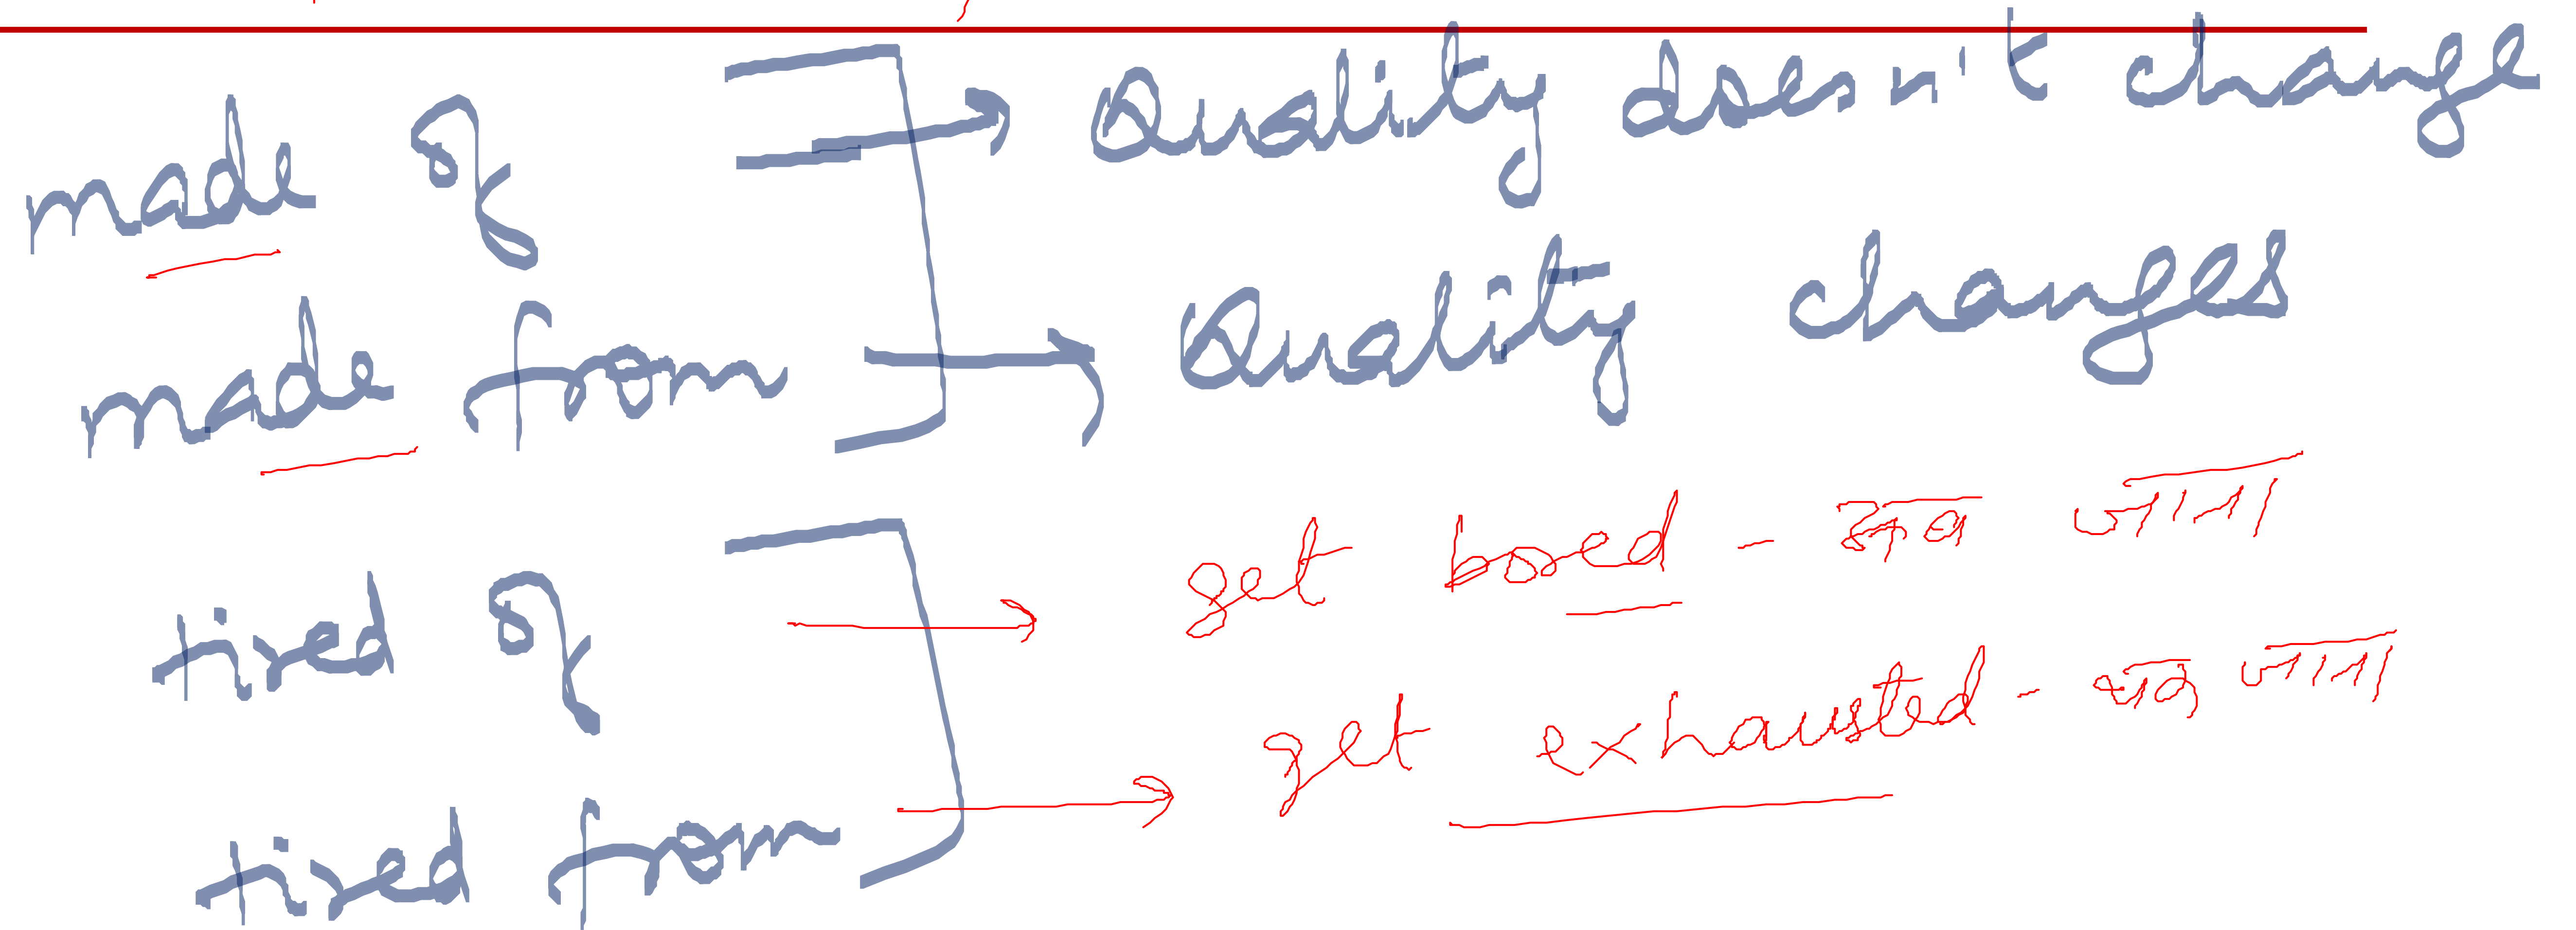 made of → Quality doesn't change
made from → Quality changes
tired of → get bored - ऊब जाना
tired from → get exhausted - थक जाना